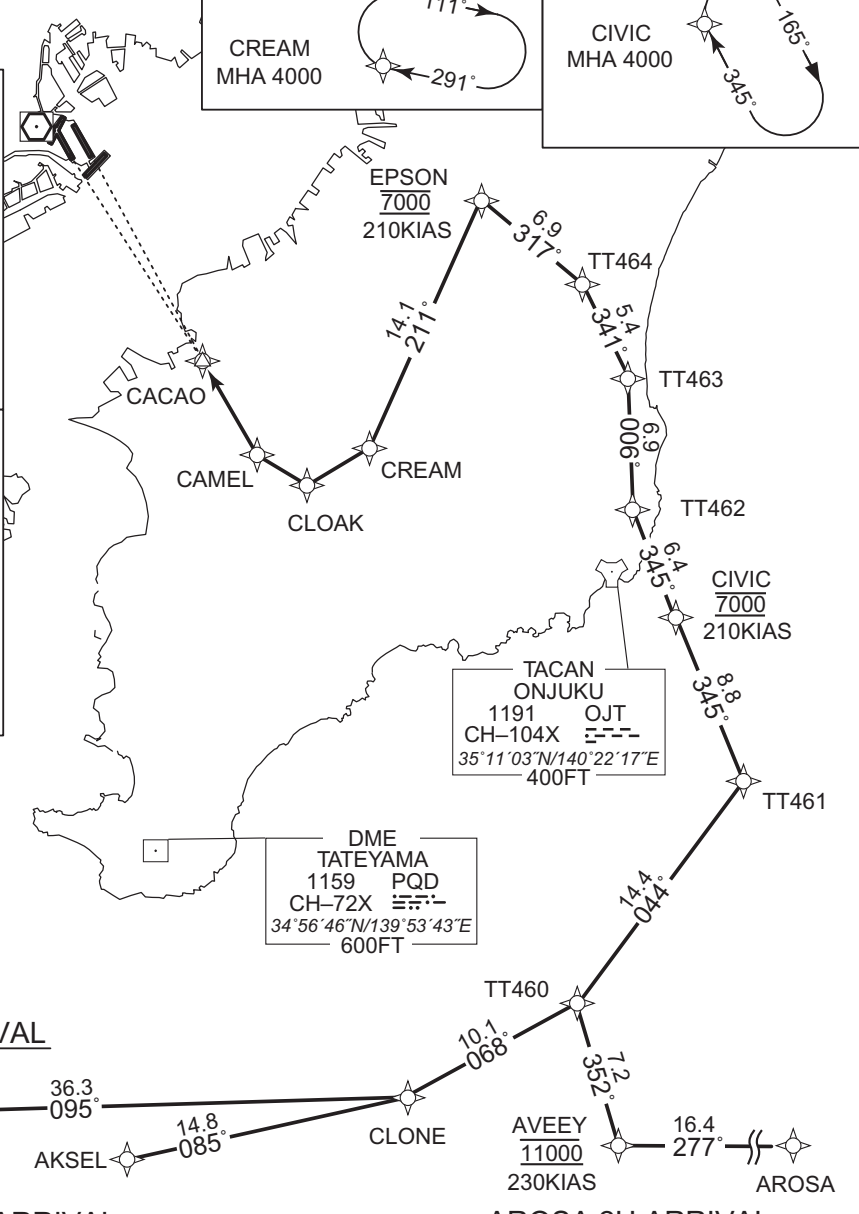 111°
CREAM
MHA 4000
291°
CIVIC
MHA 4000
165°
345°
EPSON
7000
210KIAS
6.9
317°
TT464
5.4
341°
TT463
14.1
211°
CACAO
6.9
006°
CAMEL
CREAM
CLOAK
TT462
6.4
345°
CIVIC
7000
210KIAS
8.8
345°
TACAN
ONJUKU
1191 OJT
CH–104X
35°11´03˝N/140°22´17˝E
400FT
TT461
DME
TATEYAMA
1159 PQD
CH–72X
34°56´46˝N/139°53´43˝E
600FT
14.4
044°
TT460
VAL
10.1
068°
7.2
352°
36.3
095°
14.8
085°
CLONE
AKSEL
AVEEY
11000
230KIAS
16.4
277°
AROSA